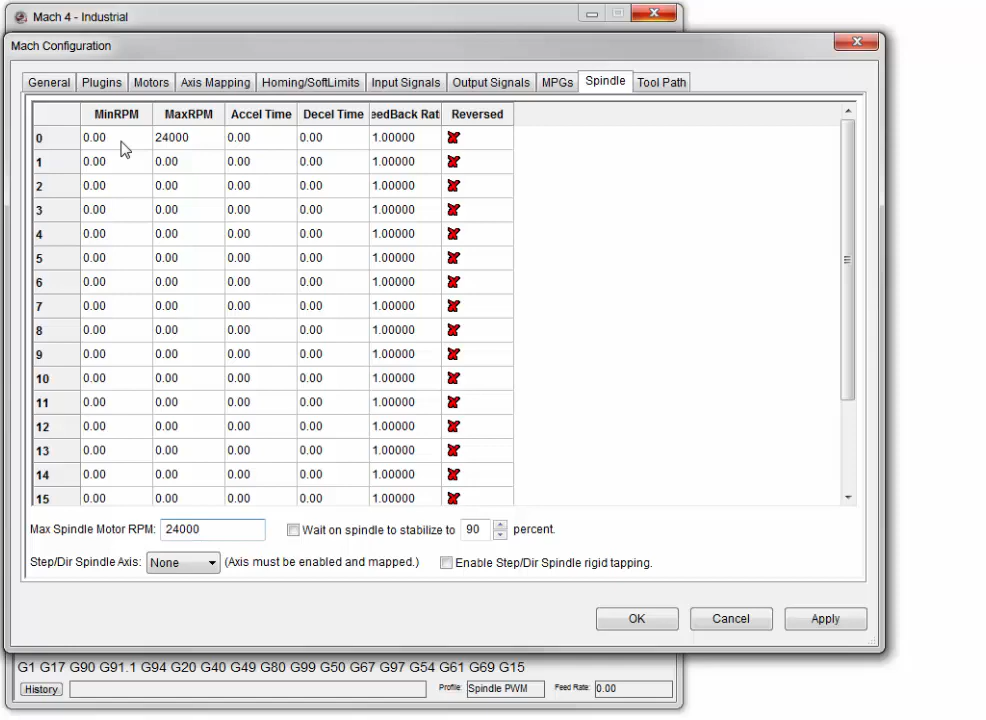 Mach 4 - Industrial
Mach Configuration
General Plugins Motors Axis Mapping Homing/SoftLimits Input Signals Output Signals MPGs Spindle Tool Path
MinRPM MaxRPM Accel Time Decel Time eedBack Rati Reversed
0 0.00 24000 0.00 0.00 1.00000
1 0.00 0.00 0.00 0.00 1.00000
2 0.00 0.00 0.00 0.00 1.00000
3 0.00 0.00 0.00 0.00 1.00000
4 0.00 0.00 0.00 0.00 1.00000
5 0.00 0.00 0.00 0.00 1.00000
6 0.00 0.00 0.00 0.00 1.00000
7 0.00 0.00 0.00 0.00 1.00000
8 0.00 0.00 0.00 0.00 1.00000
9 0.00 0.00 0.00 0.00 1.00000
10 0.00 0.00 0.00 0.00 1.00000
11 0.00 0.00 0.00 0.00 1.00000
12 0.00 0.00 0.00 0.00 1.00000
13 0.00 0.00 0.00 0.00 1.00000
14 0.00 0.00 0.00 0.00 1.00000
15 0.00 0.00 0.00 0.00 1.00000
Max Spindle Motor RPM: 24000 Wait on spindle to stabilize to 90 percent.
Step/Dir Spindle Axis: None (Axis must be enabled and mapped.) Enable Step/Dir Spindle rigid tapping.
OK Cancel Apply
G1 G17 G90 G91.1 G94 G20 G40 G49 G80 G99 G50 G67 G97 G54 G61 G69 G15
History Profile: Spindle PWM Feed Rate: 0.00